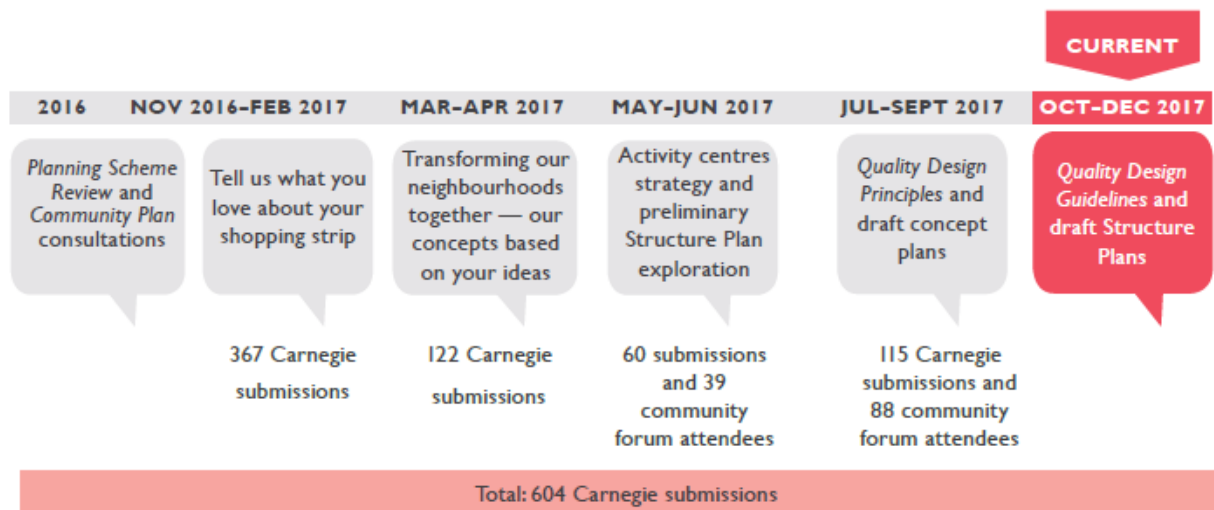 CURRENT
2016
NOV 2016–FEB 2017
MAR–APR 2017
MAY–JUN 2017
JUL–SEPT 2017
OCT–DEC 2017
Planning Scheme
Review and
Community Plan
consultations
Tell us what you
love about your
shopping strip
Transforming our
neighbourhoods
together — our
concepts based
on your ideas
Activity centres
strategy and
preliminary
Structure Plan
exploration
Quality Design
Principles and
draft concept
plans
Quality Design
Guidelines and
draft Structure
Plans
367 Carnegie
submissions
122 Carnegie
submissions
60 submissions
and 39
community
forum attendees
115 Carnegie
submissions and
88 community
forum attendees
Total: 604 Carnegie submissions